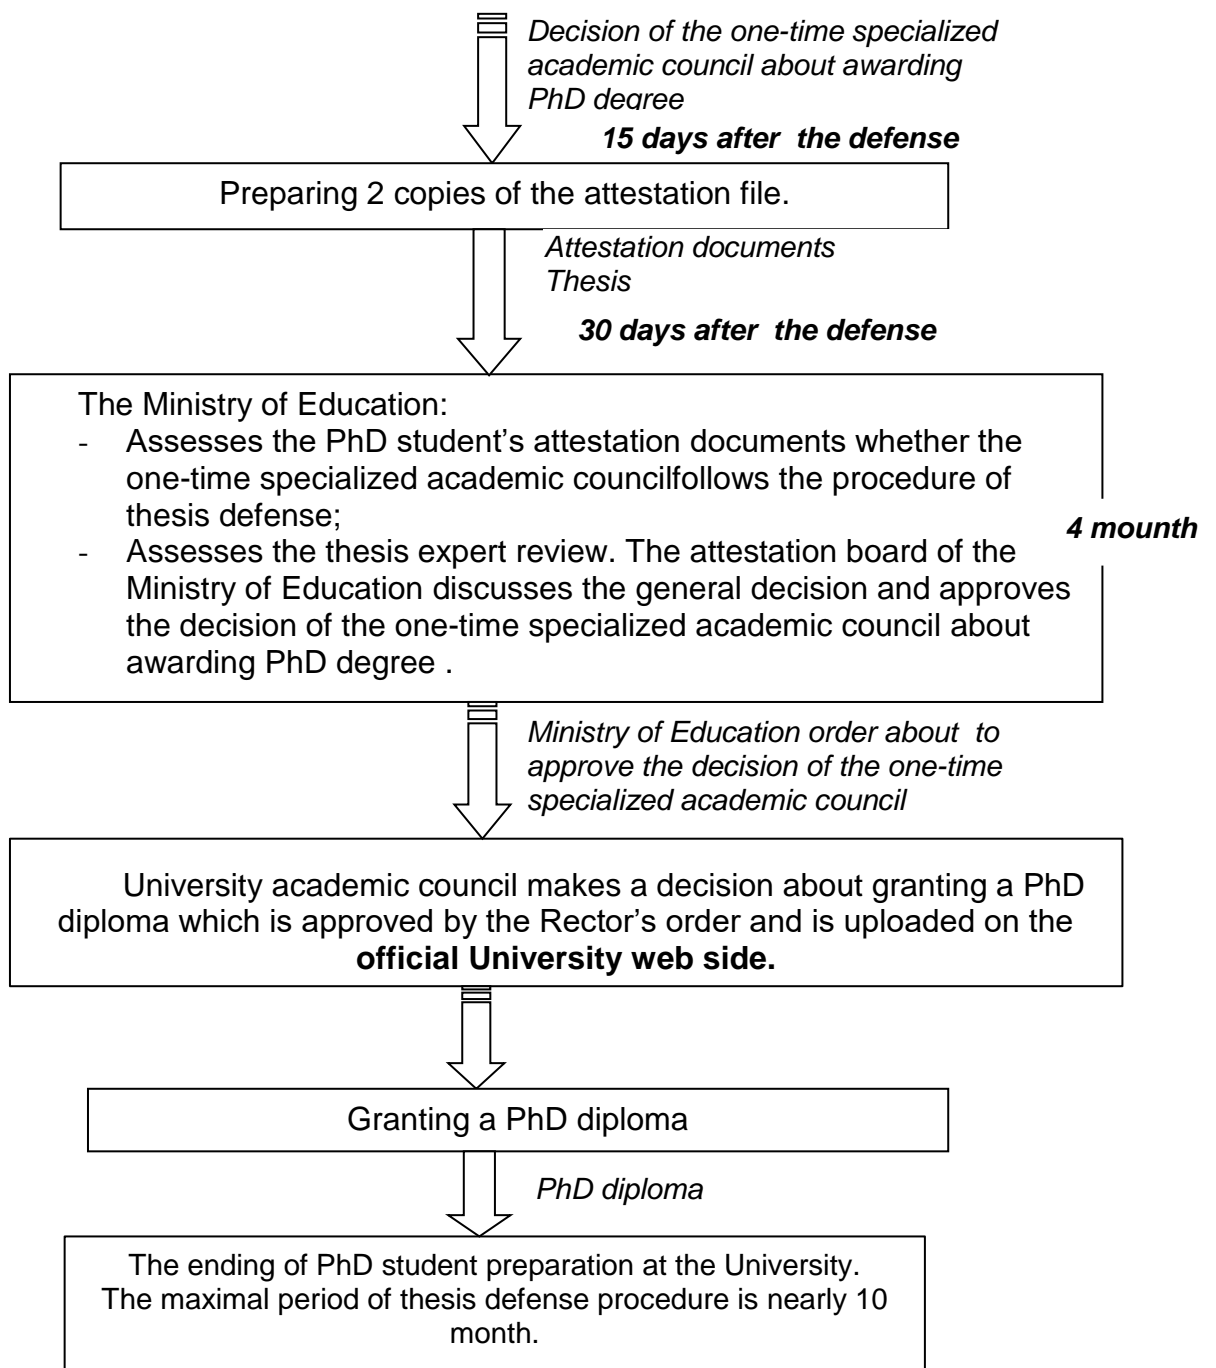 Decision of the one-time specialized
academic council about awarding
PhD degree
15 days after  the defense
Preparing 2 copies of the attestation file.
Attestation documents
Thesis
30 days after  the defense
The Ministry of Education:
- Assesses the PhD student’s attestation documents whether the
one-time specialized academic councilfollows the procedure of
thesis defense;
4 mounth
- Assesses the thesis expert review. The attestation board of the
Ministry of Education discusses the general decision and approves
the decision of the one-time specialized academic council about
awarding PhD degree .
Ministry of Education order about  to
approve the decision of the one-time
specialized academic council
University academic council makes a decision about granting a PhD
diploma which is approved by the Rector’s order and is uploaded on the
official University web side.
Granting a PhD diploma
PhD diploma
The ending of PhD student preparation at the University.
The maximal period of thesis defense procedure is nearly 10
month.